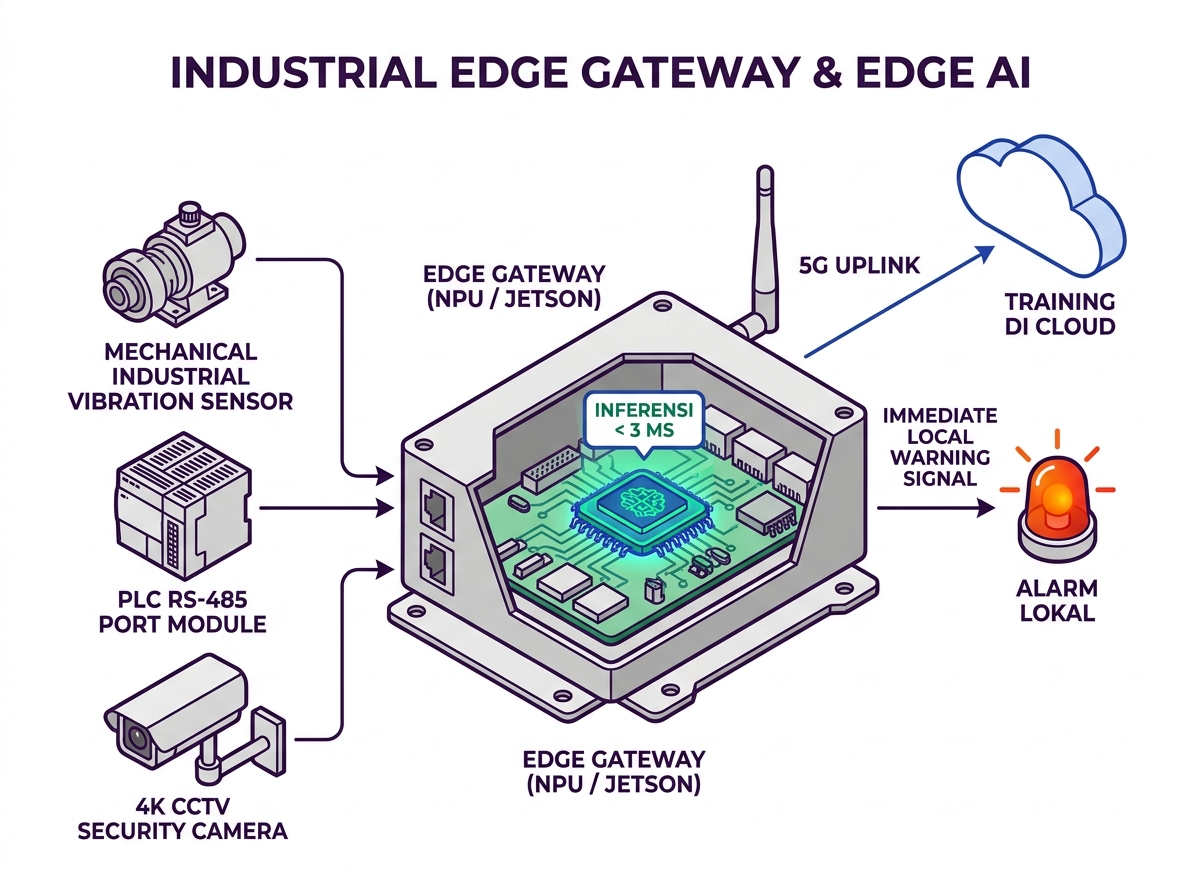 INDUSTRIAL EDGE GATEWAY & EDGE AI
MECHANICAL
INDUSTRIAL
VIBRATION SENSOR
PLC RS-485
PORT MODULE
4K CCTV
SECURITY CAMERA
EDGE GATEWAY
(NPU / JETSON)
INFERENSI
< 3 MS
EDGE GATEWAY
(NPU / JETSON)
5G UPLINK
TRAINING
DI CLOUD
IMMEDIATE
LOCAL
WARNING
SIGNAL
ALARM
LOKAL